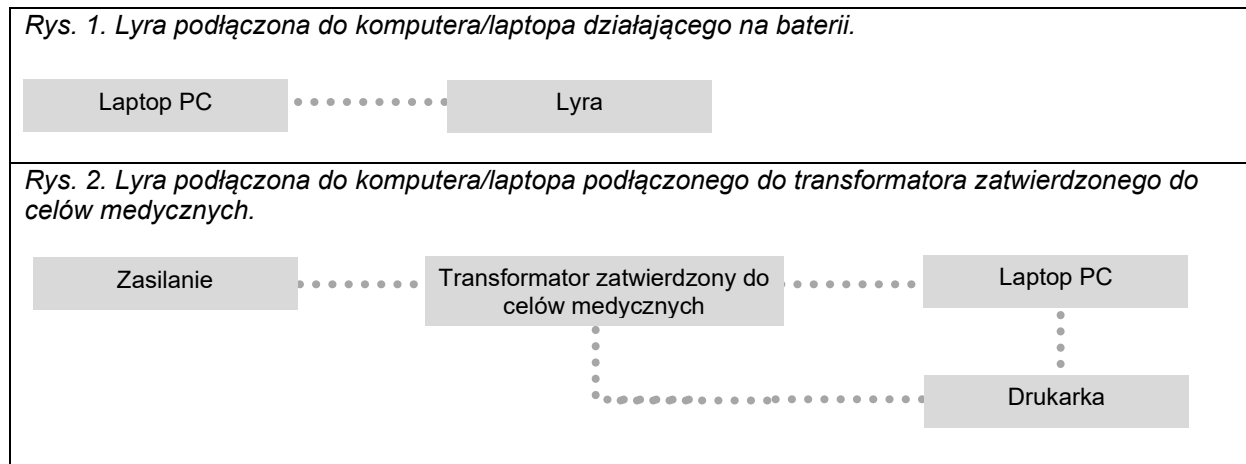 Rys. 1. Lyra podłączona do komputera/laptopa działającego na baterii.
Laptop PC
Lyra
Rys. 2. Lyra podłączona do komputera/laptopa podłączonego do transformatora zatwierdzonego do
celów medycznych.
Zasilanie
Transformator zatwierdzony do
celów medycznych
Laptop PC
Drukarka